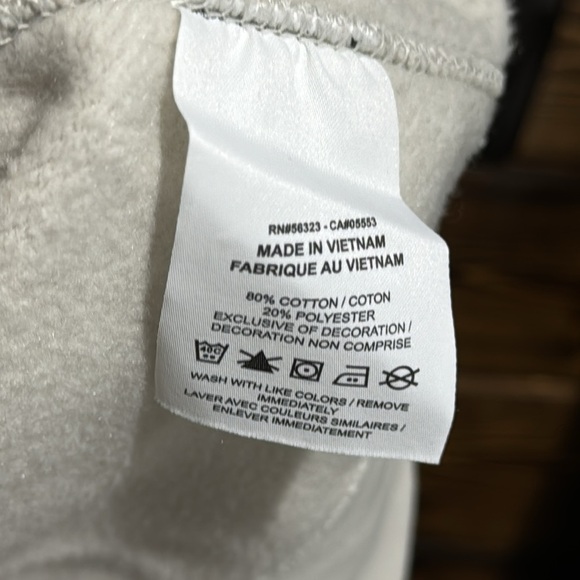 RN#56323 - CA#05553
MADE IN VIETNAM
FABRIQUE AU VIETNAM
80% COTTON / COTON
20% POLYESTER
EXCLUSIVE OF DECORATION /
DECORATION NON COMPRISE
40C
WASH WITH LIKE COLORS / REMOVE
IMMEDIATELY
LAVER AVEC COULEURS SIMILAIRES /
ENLEVER IMMEDIATEMENT